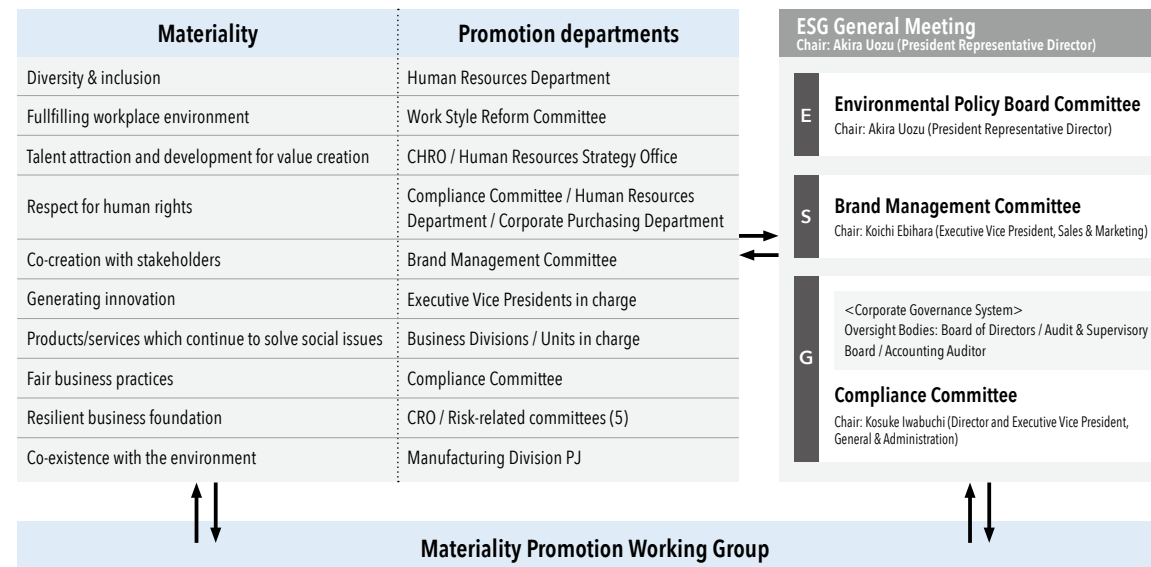 Materiality
Promotion departments
Diversity & inclusion
Human Resources Department
Fullfilling workplace environment
Work Style Reform Committee
Talent attraction and development for value creation
CHRO / Human Resources Strategy Office
Respect for human rights
Compliance Committee / Human Resources
Department / Corporate Purchasing Department
Co-creation with stakeholders
Brand Management Committee
Generating innovation
Executive Vice Presidents in charge
Products/services which continue to solve social issues
Business Divisions / Units in charge
Fair business practices
Compliance Committee
Resilient business foundation
CRO / Risk-related committees (5)
Co-existence with the environment
Manufacturing Division PJ
ESG General Meeting
Chair: Akira Uozu (President Representative Director)
E
Environmental Policy Board Committee
Chair: Akira Uozu (President Representative Director)
S
Brand Management Committee
Chair: Koichi Ebihara (Executive Vice President, Sales & Marketing)
G
<Corporate Governance System>
Oversight Bodies: Board of Directors / Audit & Supervisory
Board / Accounting Auditor
Compliance Committee
Chair: Kosuke Iwabuchi (Director and Executive Vice President,
General & Administration)
Materiality Promotion Working Group